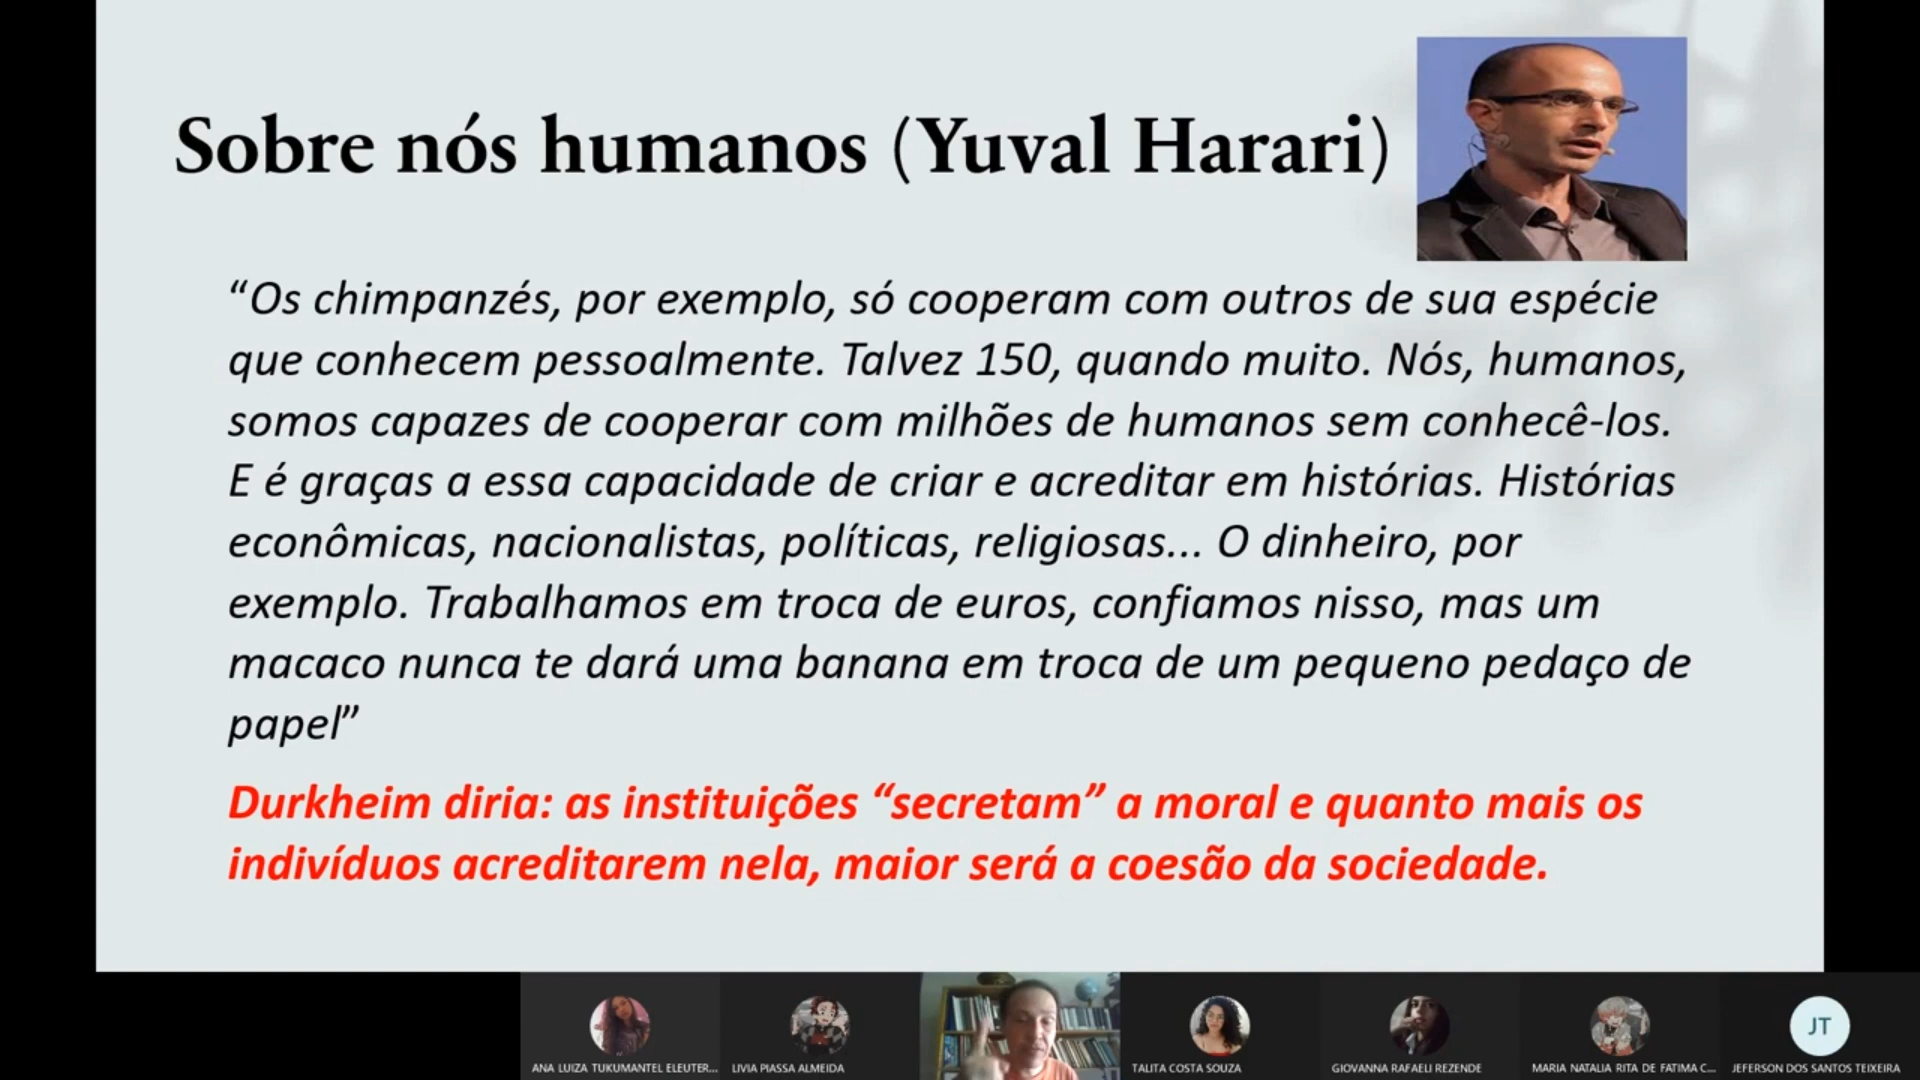 Sobre nós humanos (Yuval Harari)
“Os chimpanzés, por exemplo, só cooperam com outros de sua espécie
que conhecem pessoalmente. Talvez 150, quando muito. Nós, humanos,
somos capazes de cooperar com milhões de humanos sem conhecê-los.
E é graças a essa capacidade de criar e acreditar em histórias. Histórias
econômicas, nacionalistas, políticas, religiosas... O dinheiro, por
exemplo. Trabalhamos em troca de euros, confiamos nisso, mas um
macaco nunca te dará uma banana em troca de um pequeno pedaço de
papel”
Durkheim diria: as instituições “secretam” a moral e quanto mais os
indivíduos acreditarem nela, maior será a coesão da sociedade.
JT
ANA LUIZA TUKUMANTEL ELEUTER... LIVIA PIASSA ALMEIDA TALITA COSTA SOUZA GIOVANNA RAFAELI REZENDE MARIA NATALIA RITA DE FATIMA C... JEFERSON DOS SANTOS TEIXEIRA